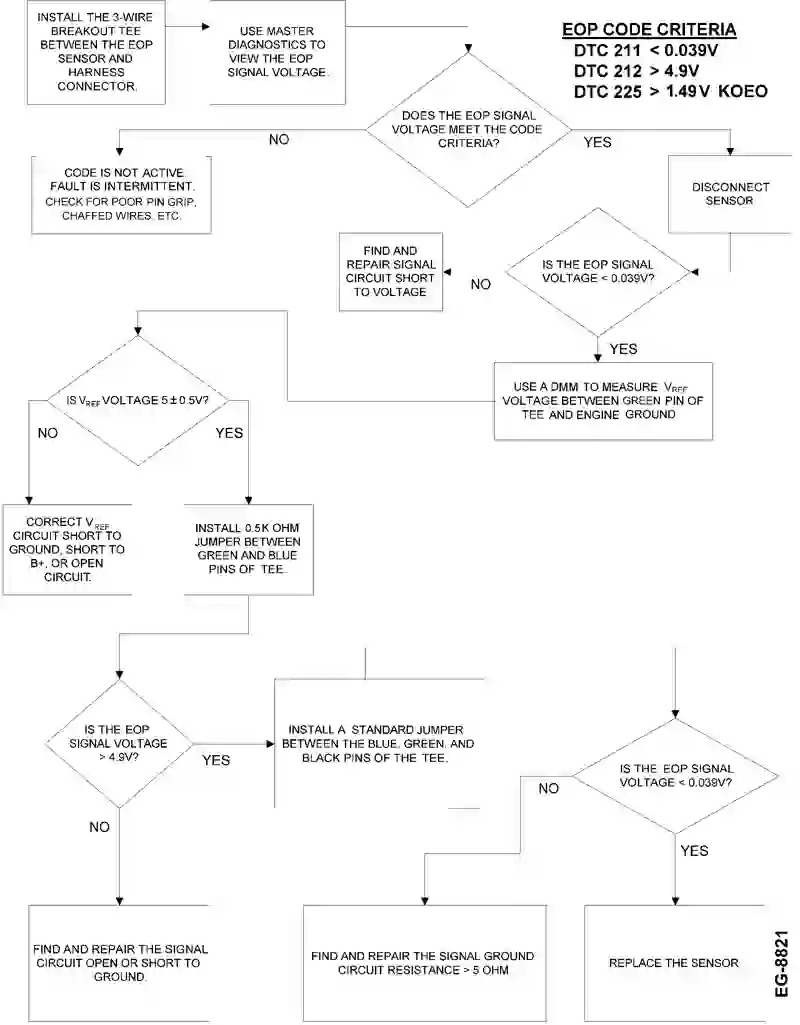 INSTALL THE 3-WIRE
BREAKOUT TEE
BETWEEN THE EOP
SENSOR AND
HARNESS
CONNECTOR.
USE MASTER
DIAGNOSTICS TO
VIEW THE EOP
SIGNAL VOLTAGE.
EOP CODE CRITERIA
DTC 211 < 0.039V
DTC 212 > 4.9V
DTC 225 > 1.49V KOEO
DOES THE EOP SIGNAL
VOLTAGE MEET THE CODE
CRITERIA?
NO
YES
CODE IS NOT ACTIVE.
FAULT IS INTERMITTENT.
CHECK FOR POOR PIN GRIP,
CHAFFED WIRES, ETC.
DISCONNECT
SENSOR
IS THE EOP SIGNAL
VOLTAGE < 0.039V?
NO
YES
FIND AND
REPAIR SIGNAL
CIRCUIT SHORT
TO VOLTAGE
USE A DMM TO MEASURE VREF
VOLTAGE BETWEEN GREEN PIN OF
TEE AND ENGINE GROUND
IS VREF VOLTAGE 5 ± 0.5V?
NO
YES
CORRECT VREF
CIRCUIT SHORT TO
GROUND, SHORT TO
B+, OR OPEN
CIRCUIT.
INSTALL 0.5K OHM
JUMPER BETWEEN
GREEN AND BLUE
PINS OF TEE.
IS THE EOP
SIGNAL VOLTAGE
> 4.9V?
YES
NO
INSTALL A STANDARD JUMPER
BETWEEN THE BLUE, GREEN, AND
BLACK PINS OF THE TEE.
IS THE EOP SIGNAL
VOLTAGE < 0.039V?
NO
YES
FIND AND REPAIR THE SIGNAL
CIRCUIT OPEN OR SHORT TO
GROUND.
FIND AND REPAIR THE SIGNAL GROUND
CIRCUIT RESISTANCE > 5 OHM
REPLACE THE SENSOR
EG-8821